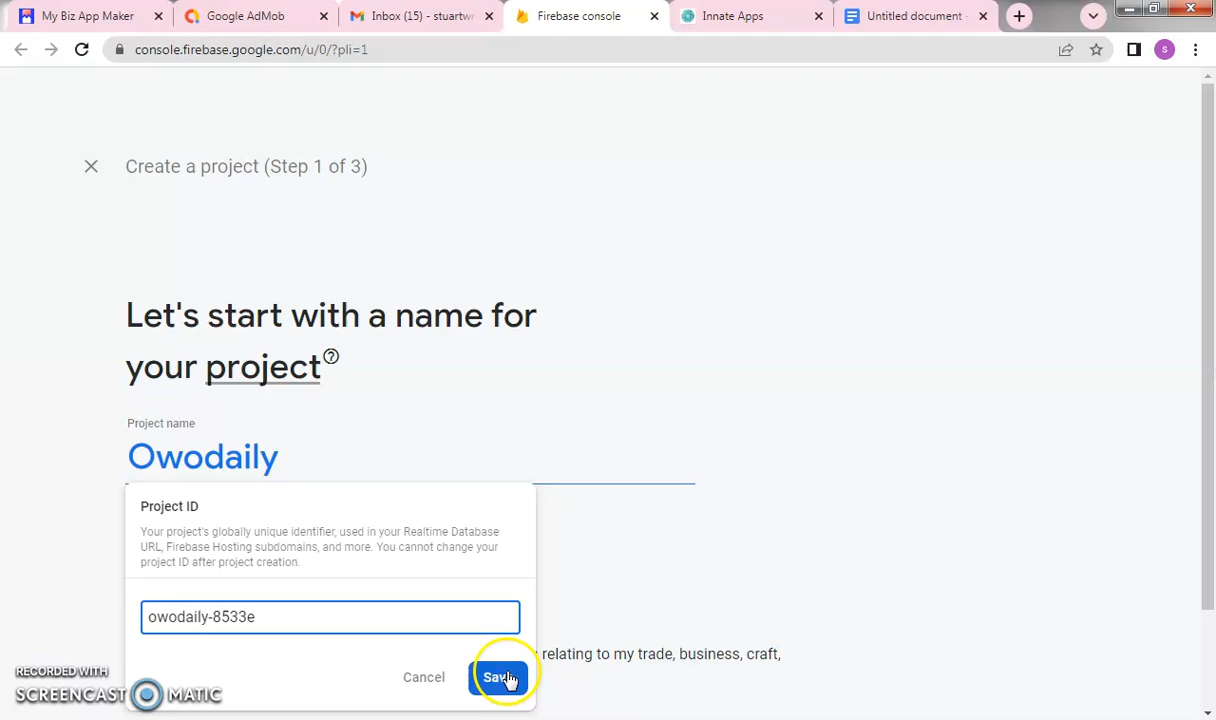 My Biz App Maker
Google AdMob
Inbox (15) - stuartw
Firebase console
Innate Apps
Untitled document -
console.firebase.google.com/u/0/?pli=1
S
Create a project (Step 1 of 3)
Let's start with a name for
your project
Project name
Owodaily
Project ID
Your project's globally unique identifier, used in your Realtime Database
URL, Firebase Hosting subdomains, and more. You cannot change your
project ID after project creation.
owodaily-8533e
relating to my trade, business, craft,
Cancel
Save
RECORDED WITH
SCREENCAST MATIC